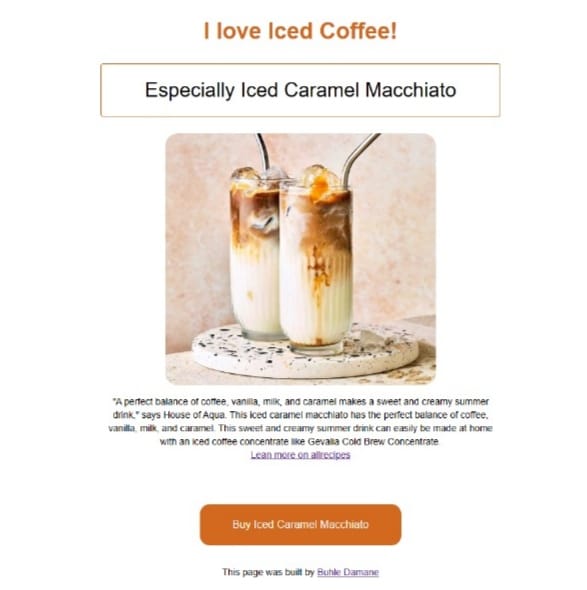 I love Iced Coffee!
Especially Iced Caramel Macchiato
"A perfect balance of coffee, vanilla, milk, and caramel makes a sweet and creamy summer
drink," says House of Aqua. This iced caramel macchiato has the perfect balance of coffee,
vanilla, milk, and caramel. This sweet and creamy summer drink can easily be made at home
with an iced coffee concentrate like Gevalia Cold Brew Concentrate.
Lean more on allrecipes
Buy Iced Caramel Macchiato
This page was built by Buhle Damane